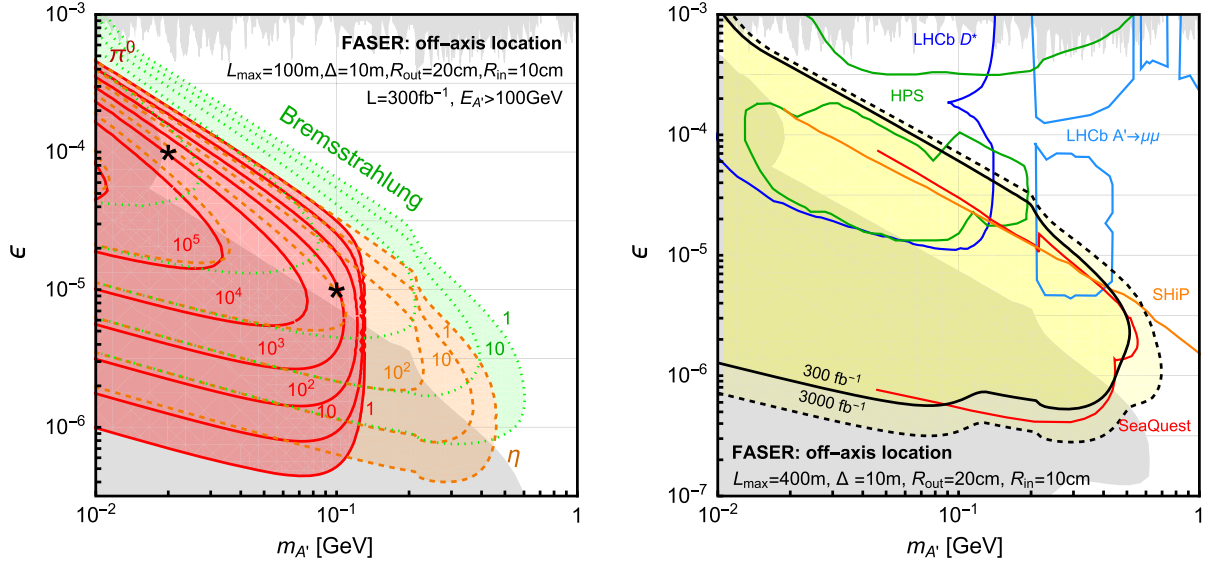 10⁻³
10⁻⁴
10⁻⁵
10⁻⁶
ϵ
π⁰
FASER: off−axis location
L_max=100m,Δ=10m,R_out=20cm,R_in=10cm
L=300fb⁻¹, E_A'>100GeV
Bremsstrahlung
10⁵
10⁴
10³
10²
10
1
1
10
10²
1
10
η
10⁻²
10⁻¹
1
m_A' [GeV]
10⁻³
10⁻⁴
10⁻⁵
10⁻⁶
10⁻⁷
ϵ
LHCb D*
HPS
LHCb A'→μμ
SHiP
300 fb⁻¹
3000 fb⁻¹
SeaQuest
FASER: off−axis location
L_max=400m, Δ =10m, R_out=20cm, R_in=10cm
10⁻²
10⁻¹
1
m_A' [GeV]